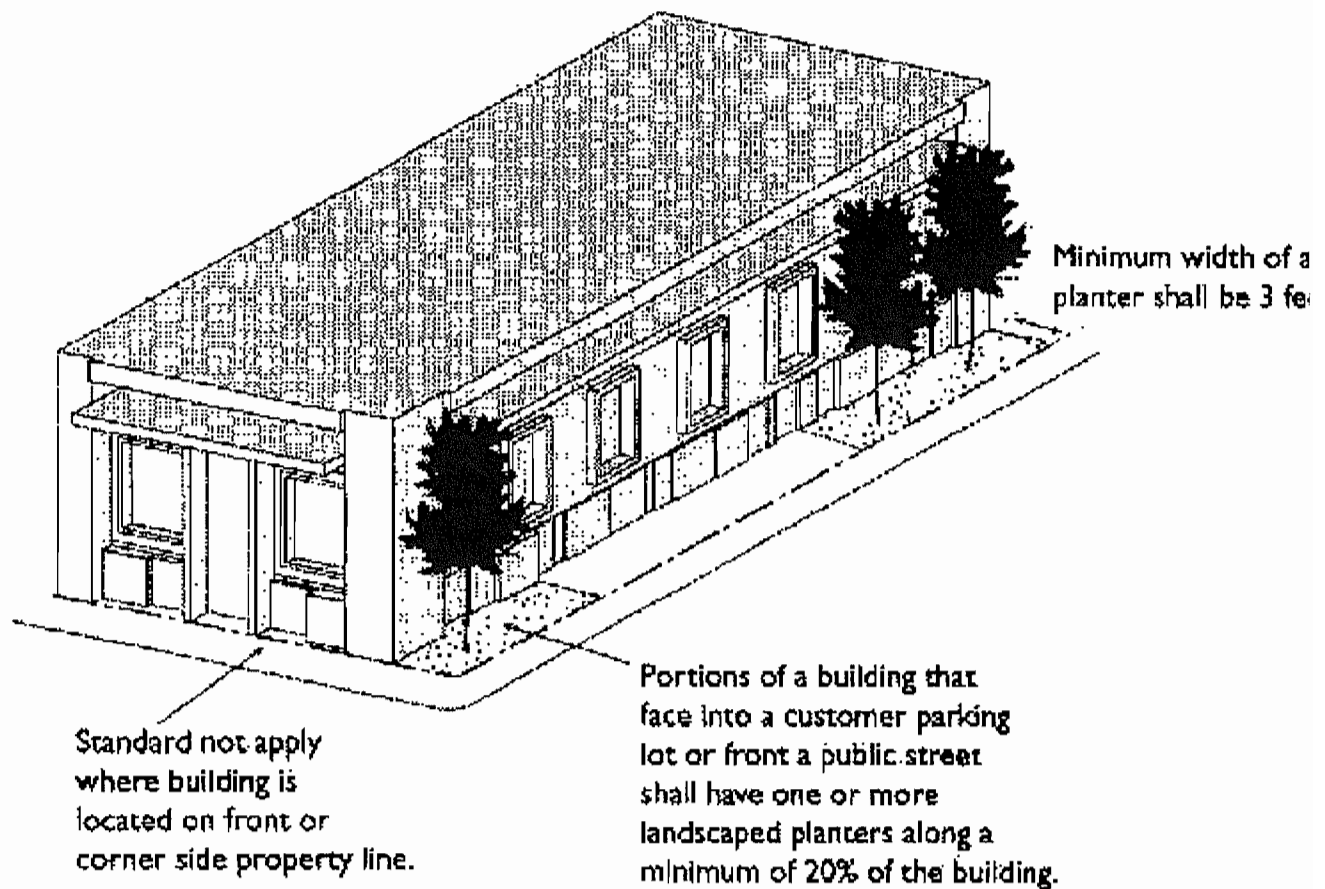 Minimum width of a
planter shall be 3
Portions of a building that
face into a customer parking
lot or front a public street
shall have one or more
landscaped planters along a
minimum of 20% of the building.
Standard not apply
where building is
located on front or
corner side property line.